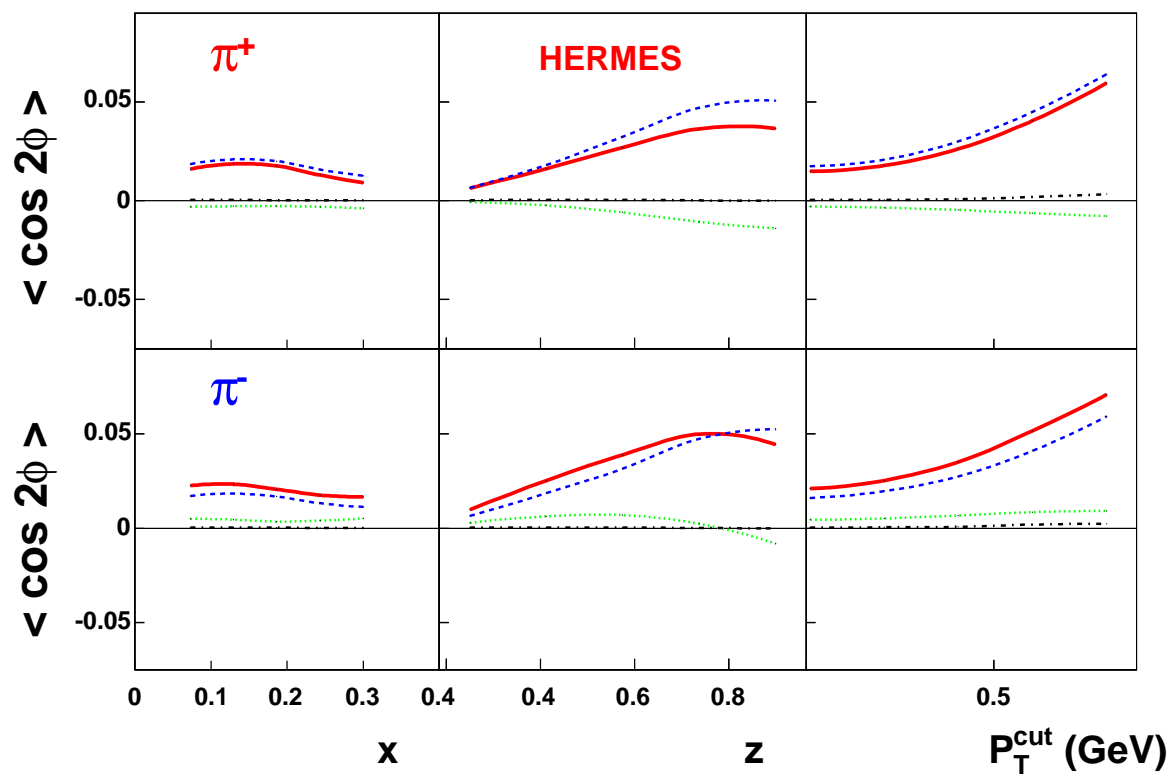 π⁺ HERMES
< cos 2ϕ >
0.05
0
-0.05
π⁻
< cos 2ϕ >
0.05
0
-0.05
0 0.1 0.2 0.3 0.4 0.4 0.6 0.8 0.5
x z P_T^cut (GeV)